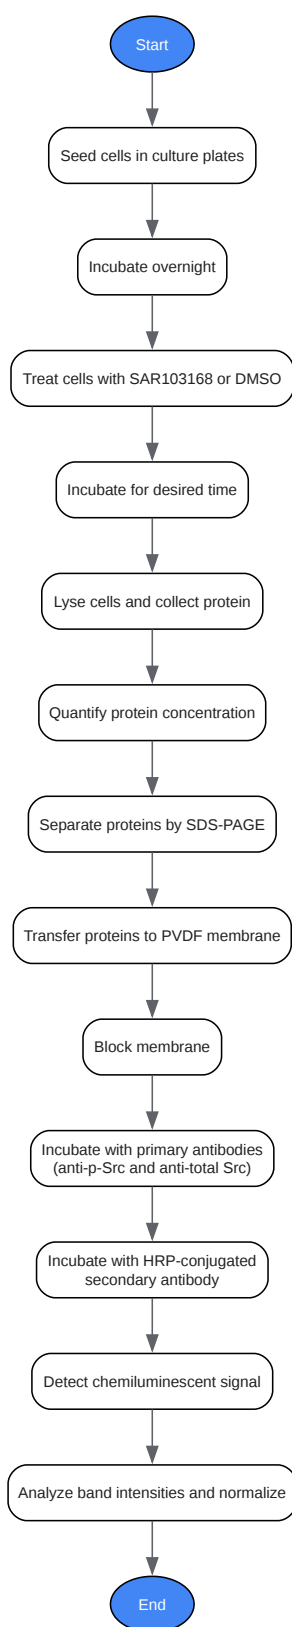 Start
Seed cells in culture plates
Incubate overnight
Treat cells with SAR103168 or DMSO
Incubate for desired time
Lyse cells and collect protein
Quantify protein concentration
Separate proteins by SDS-PAGE
Transfer proteins to PVDF membrane
Block membrane
Incubate with primary antibodies
(anti-p-Src and anti-total Src)
Incubate with HRP-conjugated
secondary antibody
Detect chemiluminescent signal
Analyze band intensities and normalize
End